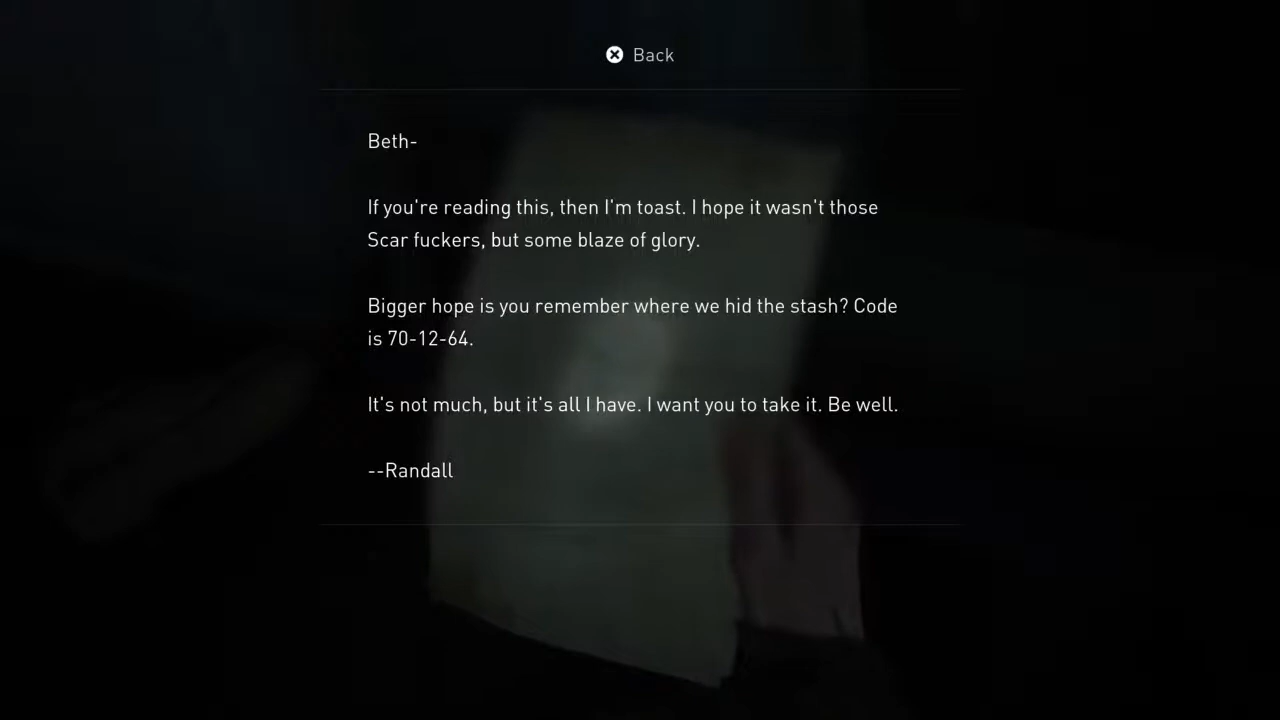 Back
Beth-
If you're reading this, then I'm toast. I hope it wasn't those
Scar fuckers, but some blaze of glory.
Bigger hope is you remember where we hid the stash? Code
is 70-12-64.
It's not much, but it's all I have. I want you to take it. Be well.
--Randall